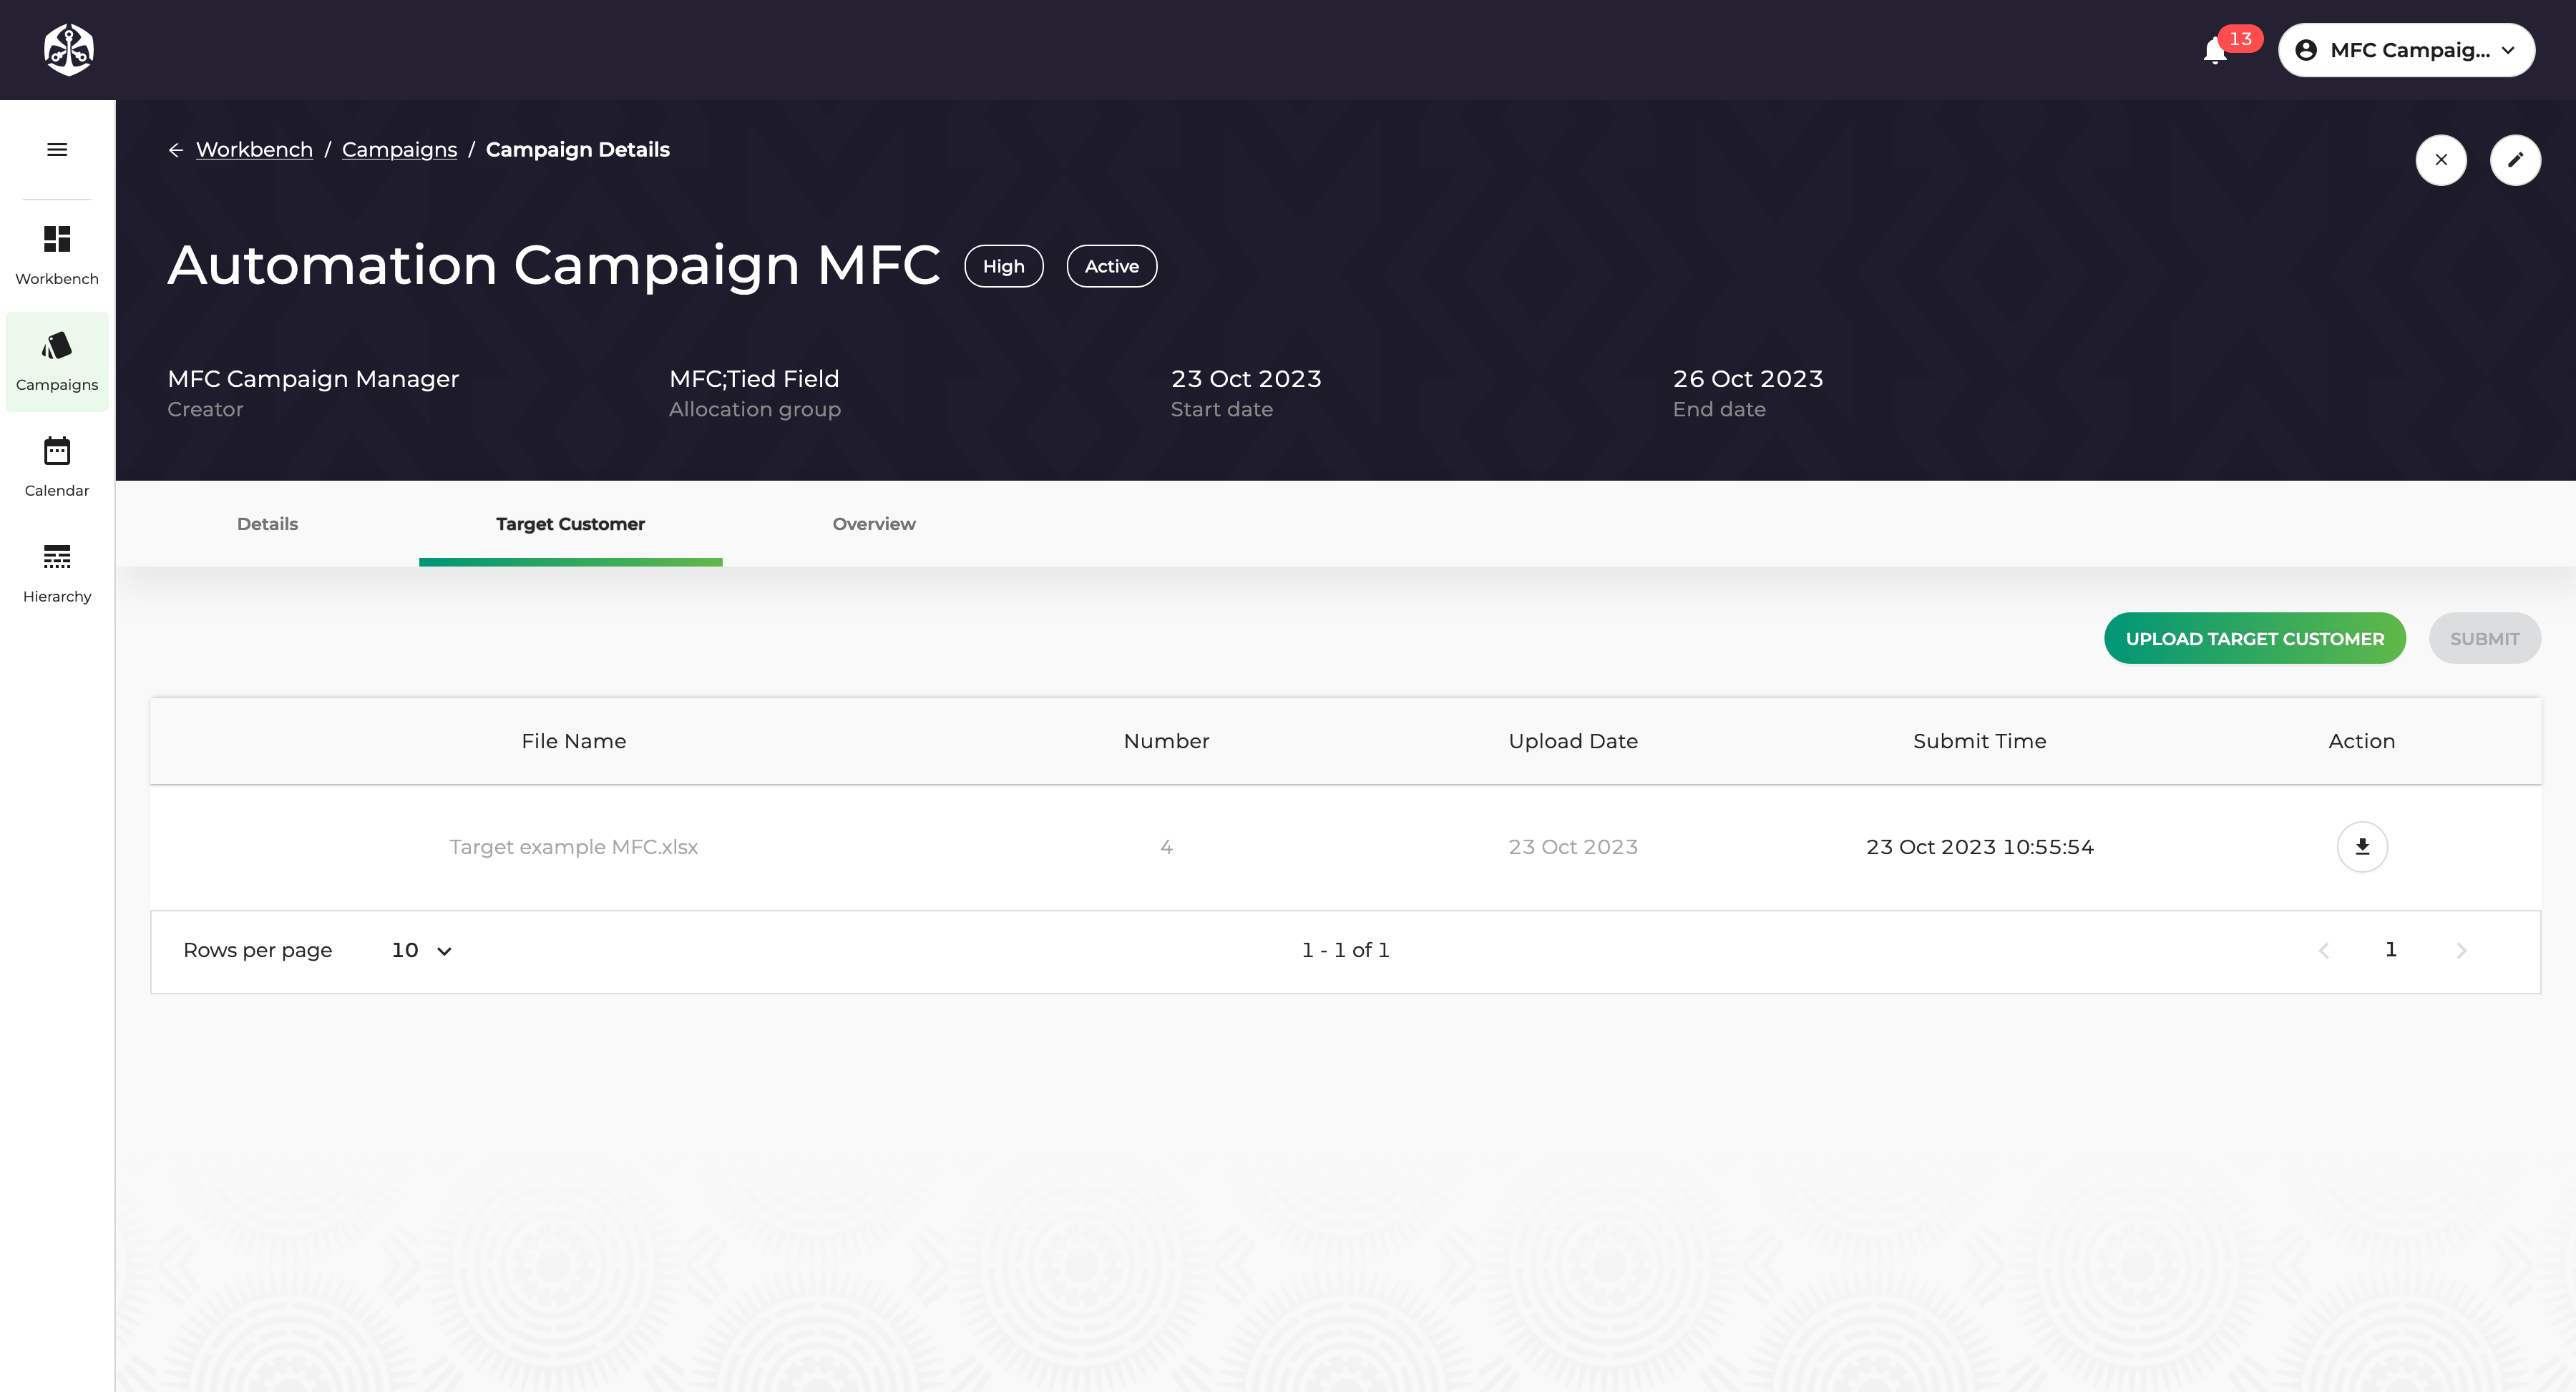 13
MFC Campaig...
Workbench / Campaigns / Campaign Details
Automation Campaign MFC High Active
MFC Campaign Manager MFC;Tied Field 23 Oct 2023 26 Oct 2023
Creator Allocation group Start date End date
Workbench
Campaigns
Calendar
Hierarchy
Details Target Customer Overview
UPLOAD TARGET CUSTOMER SUBMIT
File Name Number Upload Date Submit Time Action
Target example MFC.xlsx 4 23 Oct 2023 23 Oct 2023 10:55:54
Rows per page 10 1 - 1 of 1 1